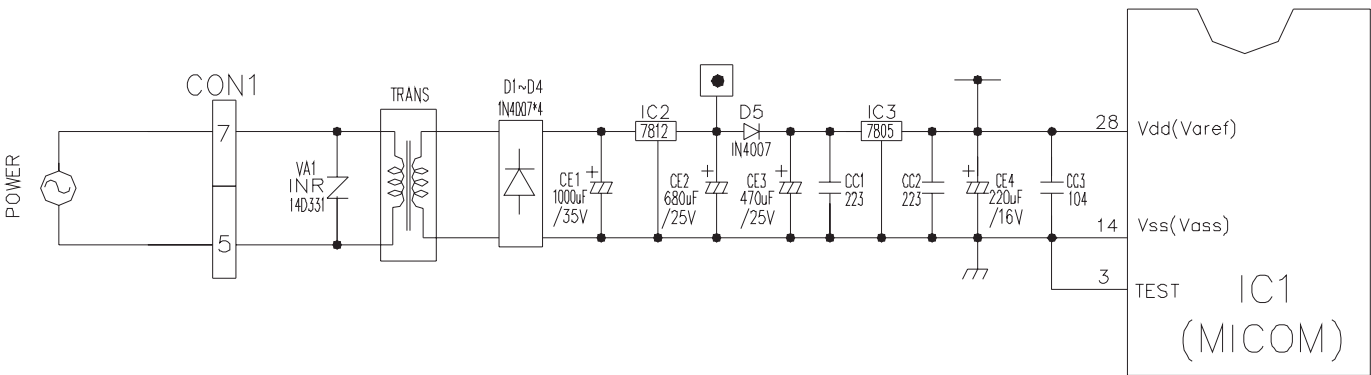 POWER
CON1
7
5
VA1
INR
14D331
TRANS
D1~D4
1N4007*4
CE1
1000uF
/35V
IC2
7812
CE2
680uF
/25V
D5
IN4007
CE3
470uF
/25V
CC1
223
IC3
7805
CC2
223
CE4
220uF
/16V
CC3
104
28 Vdd(Varef)
14 Vss(Vass)
3 TEST
IC1
(MICOM)